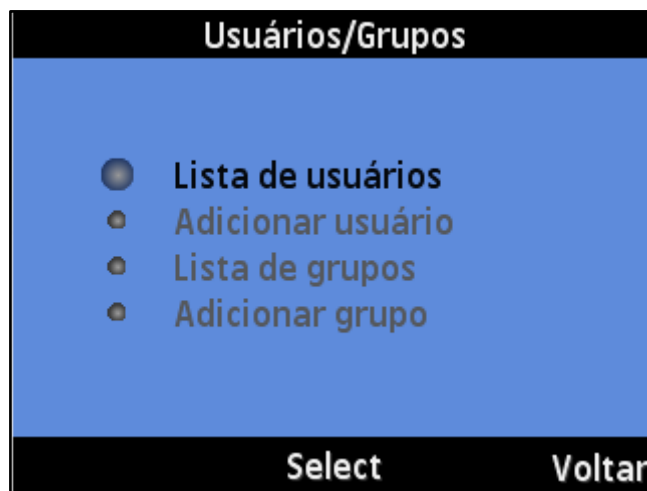 Usuários/Grupos
Lista de usuários
Adicionar usuário
Lista de grupos
Adicionar grupo
Select Voltar